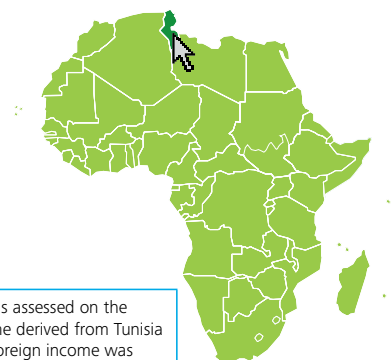 s assessed on the
ne derived from Tunisia
oreign income was